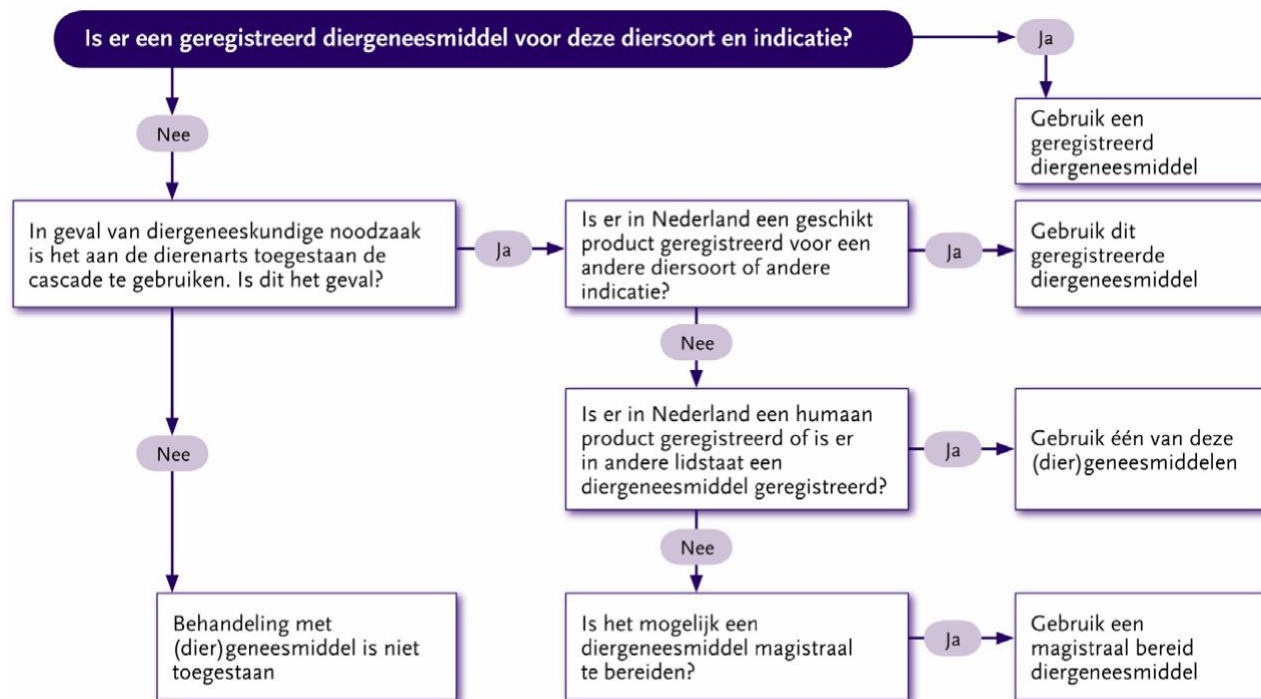 Is er een geregistreerd diergeneesmiddel voor deze diersoort en indicatie?
Ja
Gebruik een
geregistreerd
diergeneesmiddel
Nee
In geval van diergeneeskundige noodzaak
is het aan de dierenarts toegestaan de
cascade te gebruiken. Is dit het geval?
Ja
Is er in Nederland een geschikt
product geregistreerd voor een
andere diersoort of andere
indicatie?
Ja
Gebruik dit
geregistreerde
diergeneesmiddel
Nee
Is er in Nederland een humaan
product geregistreerd of is er
in andere lidstaat een
diergeneesmiddel geregistreerd?
Ja
Gebruik één van deze
(dier)geneesmiddelen
Nee
Nee
Behandeling met
(dier)geneesmiddel is niet
toegestaan
Is het mogelijk een
diergeneesmiddel magistraal
te bereiden?
Ja
Gebruik een
magistraal bereid
diergeneesmiddel